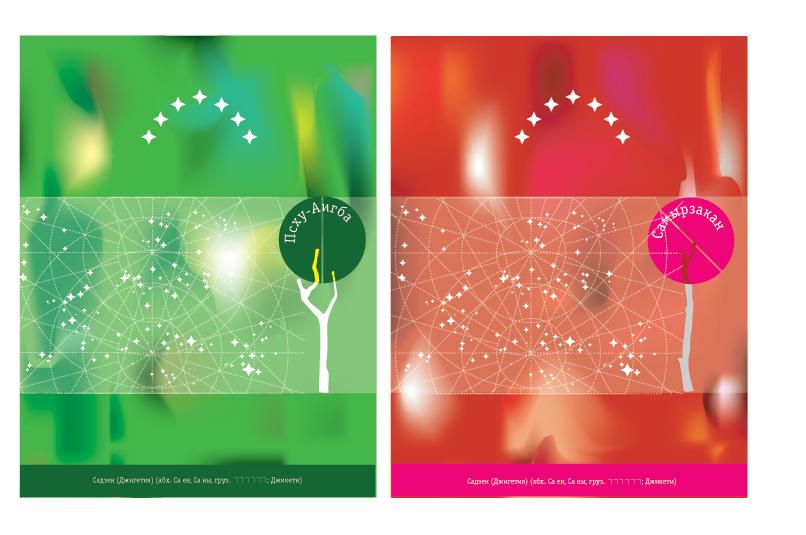 Псху-Аигба
Самырзакан
Садзен (Джигетия) (абх. Са ен, Са ны, груз. ; Джикети)
Садзен (Джигетия) (абх. Са ен, Са ны, груз. ; Джикети)